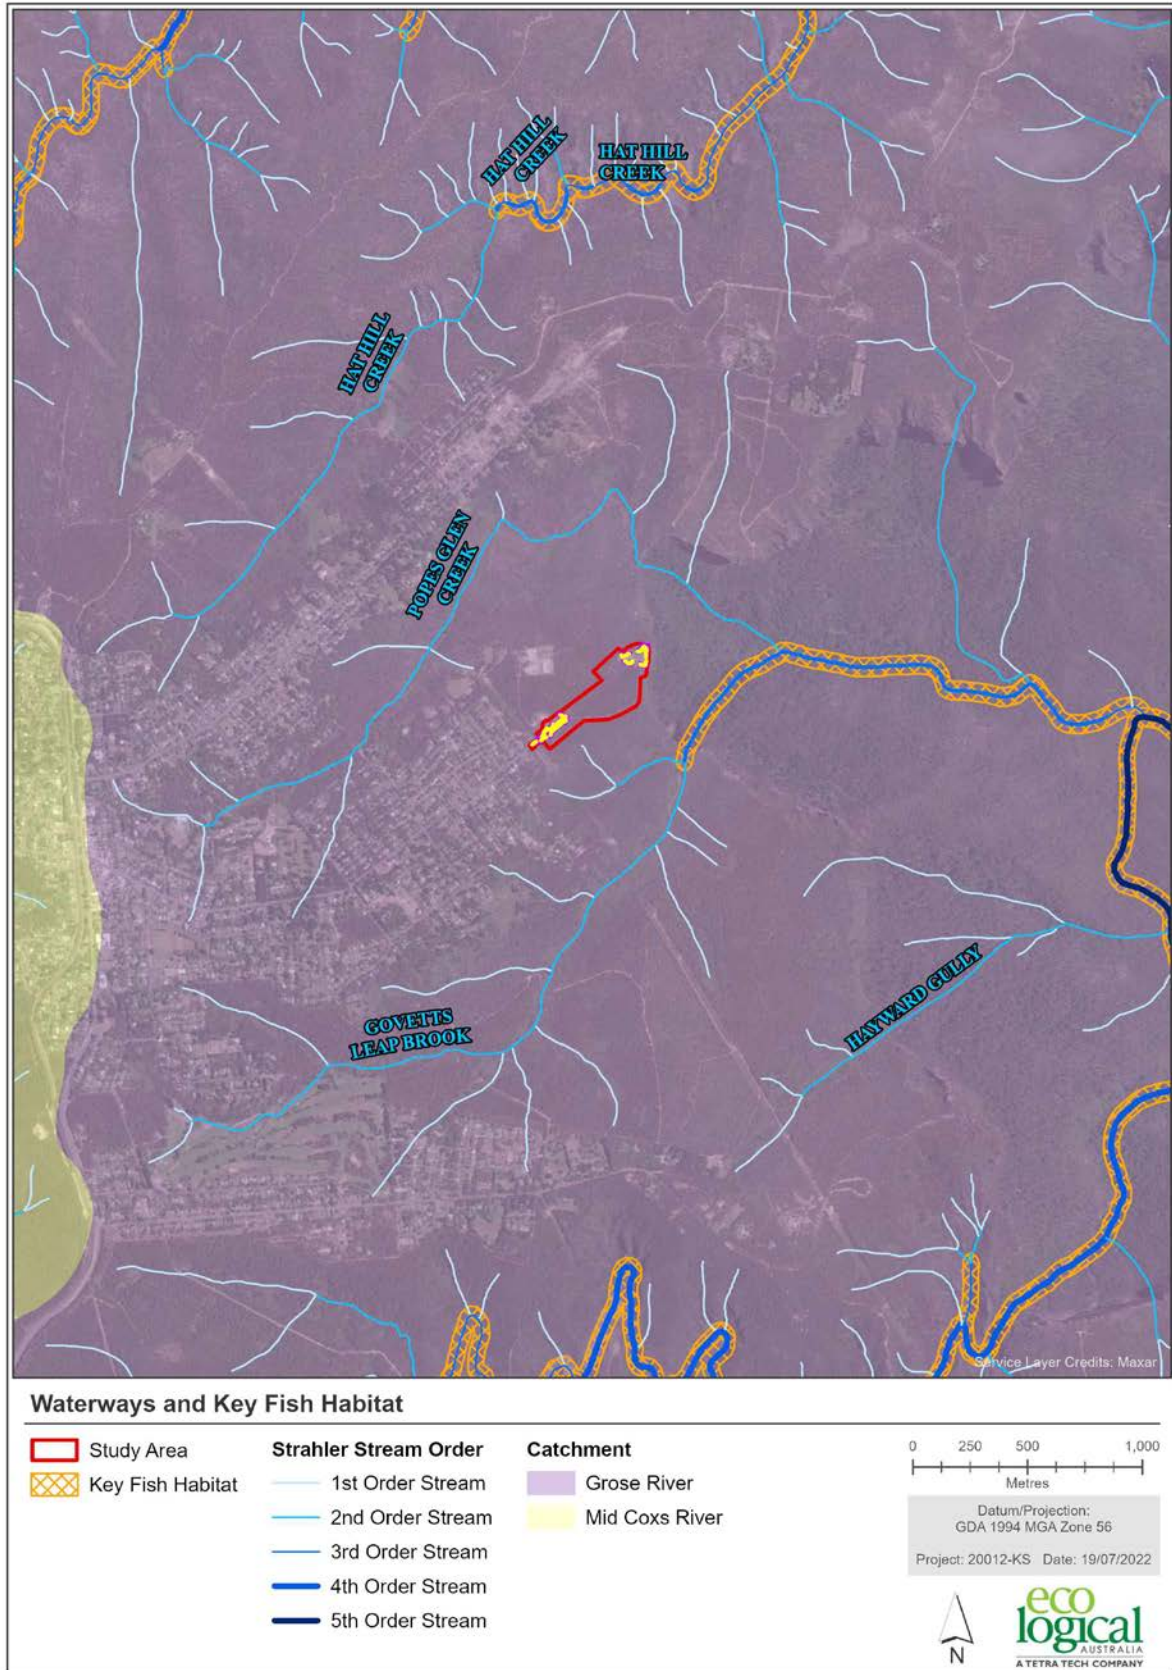 HAT HILL
CREEK
HAT HILL
CREEK
HAT HILL
CREEK
POPES GLEN
CREEK
GOVETTS
LEAP BROOK
HAYWARD GULLY
Service Layer Credits: Maxar
Waterways and Key Fish Habitat
Study Area
Key Fish Habitat
Strahler Stream Order
1st Order Stream
2nd Order Stream
3rd Order Stream
4th Order Stream
5th Order Stream
Catchment
Grose River
Mid Coxs River
0 250 500 1,000
Metres
Datum/Projection:
GDA 1994 MGA Zone 56
Project: 20012-KS Date: 19/07/2022
N
eco
logical
AUSTRALIA
A TETRA TECH COMPANY